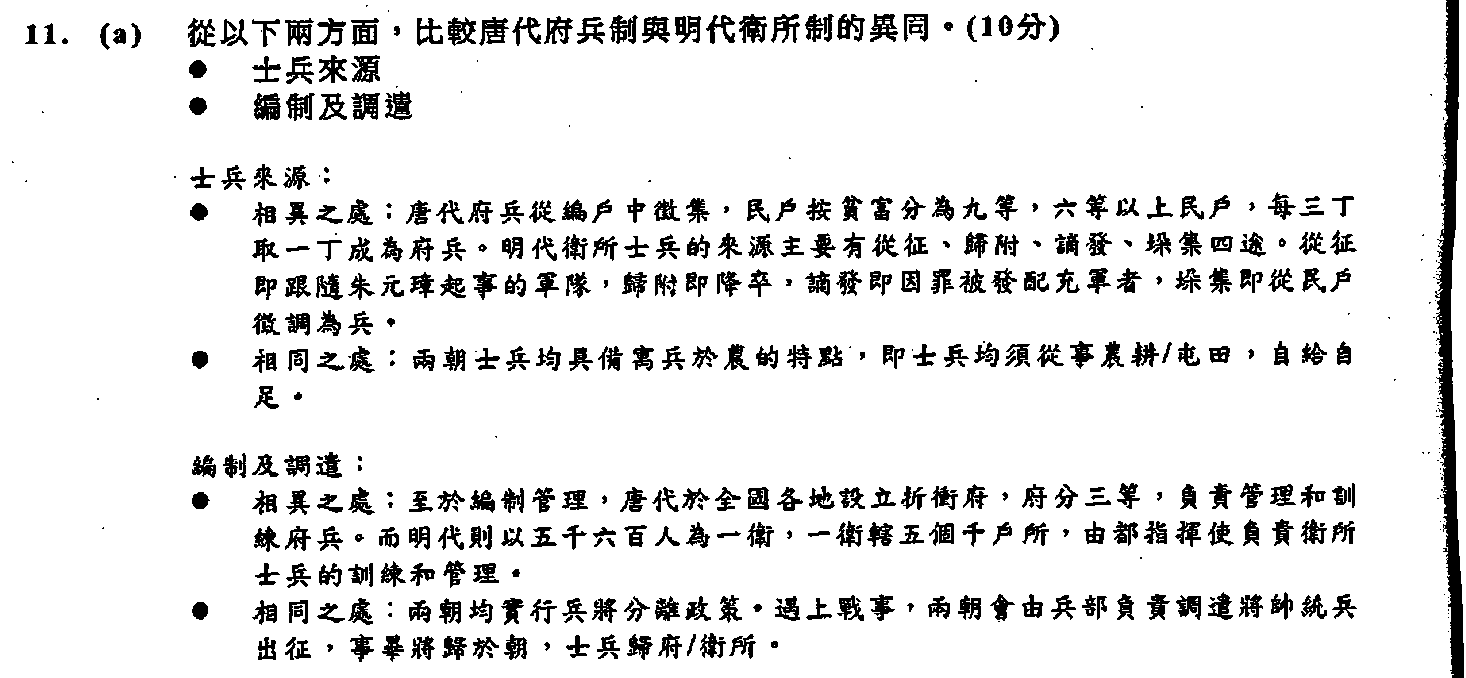 11. (a) 從以下兩方面，比較唐代府兵制與明代衛所制的異同。(10分)
● 士兵來源
● 編制及調遣
士兵來源：
● 相異之處：唐代府兵從編戶中徵集，民戶按貧富分為九等，六等以上民戶，每三丁
取一丁成為府兵。明代衛所士兵的來源主要有從征、歸附、謫發、垛集四途。從征
即跟隨朱元璋起事的軍隊，歸附即降卒，謫發即因罪被發配充軍者，垛集即從民戶
徵調為兵。
● 相同之處：兩朝士兵均具備寓兵於農的特點，即士兵均須從事農耕/屯田，自給自
足。
編制及調遣：
● 相異之處：至於編制管理，唐代於全國各地設立折衝府，府分三等，負責管理和訓
練府兵。而明代則以五千六百人為一衛，一衛轄五個千戶所，由都指揮使負責衛所
士兵的訓練和管理。
● 相同之處：兩朝均實行兵將分離政策。遇上戰事，兩朝會由兵部負責調遣將帥統兵
出征，事畢將歸於朝，士兵歸府/衛所。